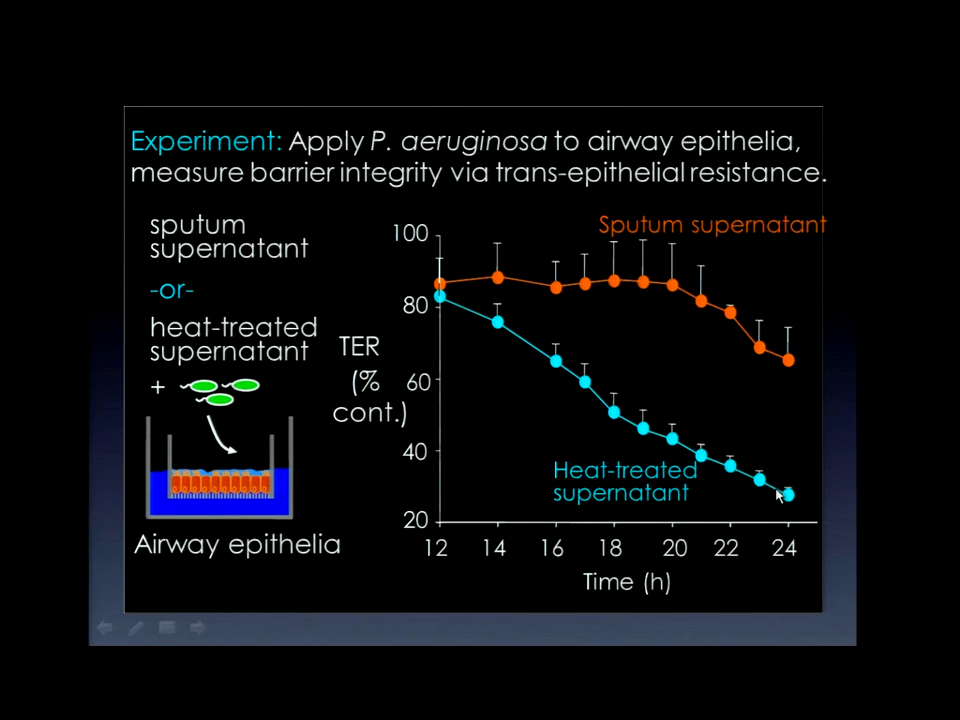 Experiment: Apply P. aeruginosa to airway epithelia,
measure barrier integrity via trans-epithelial resistance.
sputum
supernatant
-or-
heat-treated
supernatant
+
Airway epithelia
TER
(%
cont.)
100
80
60
40
20
Sputum supernatant
Heat-treated
supernatant
12 14 16 18 20 22 24
Time (h)